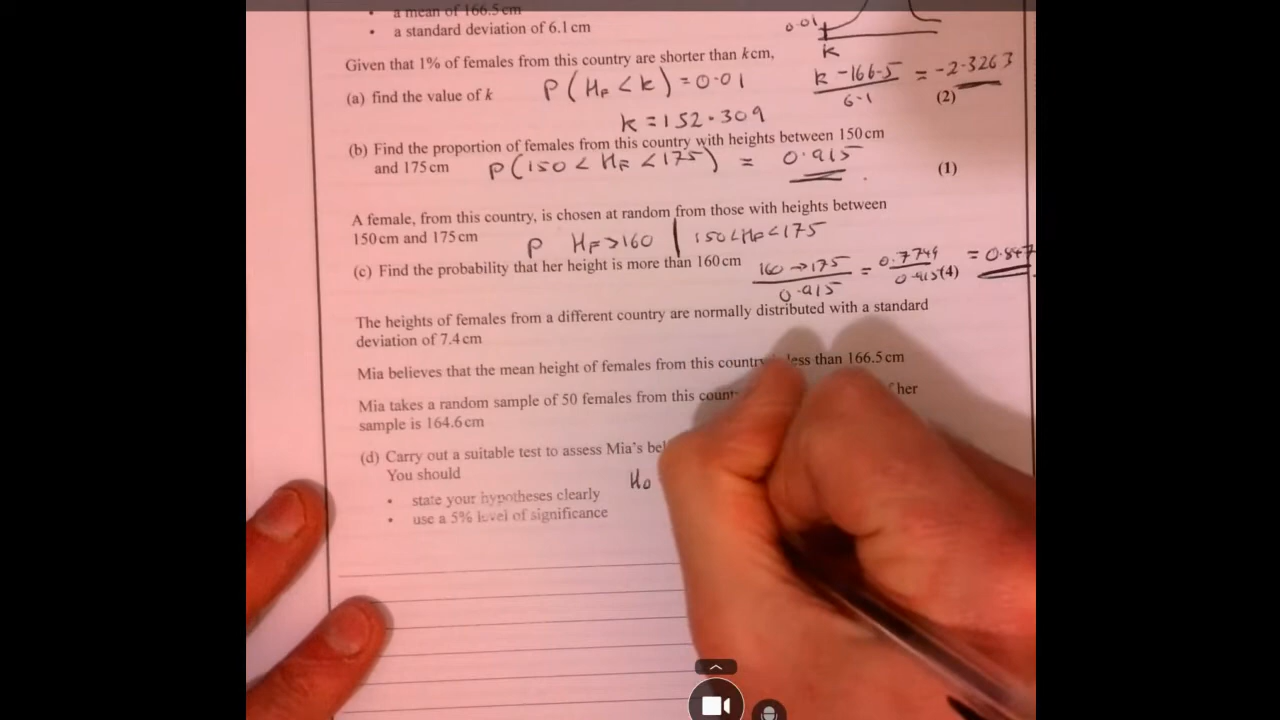 • a mean of 166.5 cm
• a standard deviation of 6.1 cm
0.01
k
Given that 1% of females from this country are shorter than k cm,
(a) find the value of k
P(HF < k) = 0.01
k - 166.5 / 6.1 = -2.3263
(2)
k = 152.309
(b) Find the proportion of females from this country with heights between 150 cm
and 175 cm
P(150 < HF < 175) = 0.915
(1)
A female, from this country, is chosen at random from those with heights between
150 cm and 175 cm
P HF > 160 | 150 < HF < 175
(c) Find the probability that her height is more than 160 cm
160 → 175 / 0.915 = 0.7749 / 0.915 = 0.847
(4)
The heights of females from a different country are normally distributed with a standard
deviation of 7.4 cm
Mia believes that the mean height of females from this country less than 166.5 cm
Mia takes a random sample of 50 females from this her
sample is 164.6 cm
(d) Carry out a suitable test to assess Mia's
You should
H0
• state your hypotheses clearly
• use a 5% level of significance